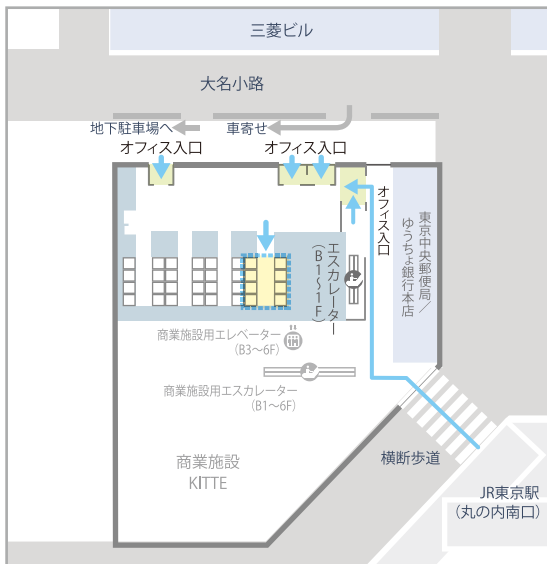 三菱ビル
大名小路
地下駐車場へ
車寄せ
オフィス入口
オフィス入口
オフィス入口
東京中央郵便局／
ゆうちょ銀行本店
エスカレーター
（B1～1F）
商業施設用エレベーター
（B3～6F）
商業施設用エスカレーター
（B1～6F）
商業施設
KITTE
横断歩道
JR東京駅
（丸の内南口）